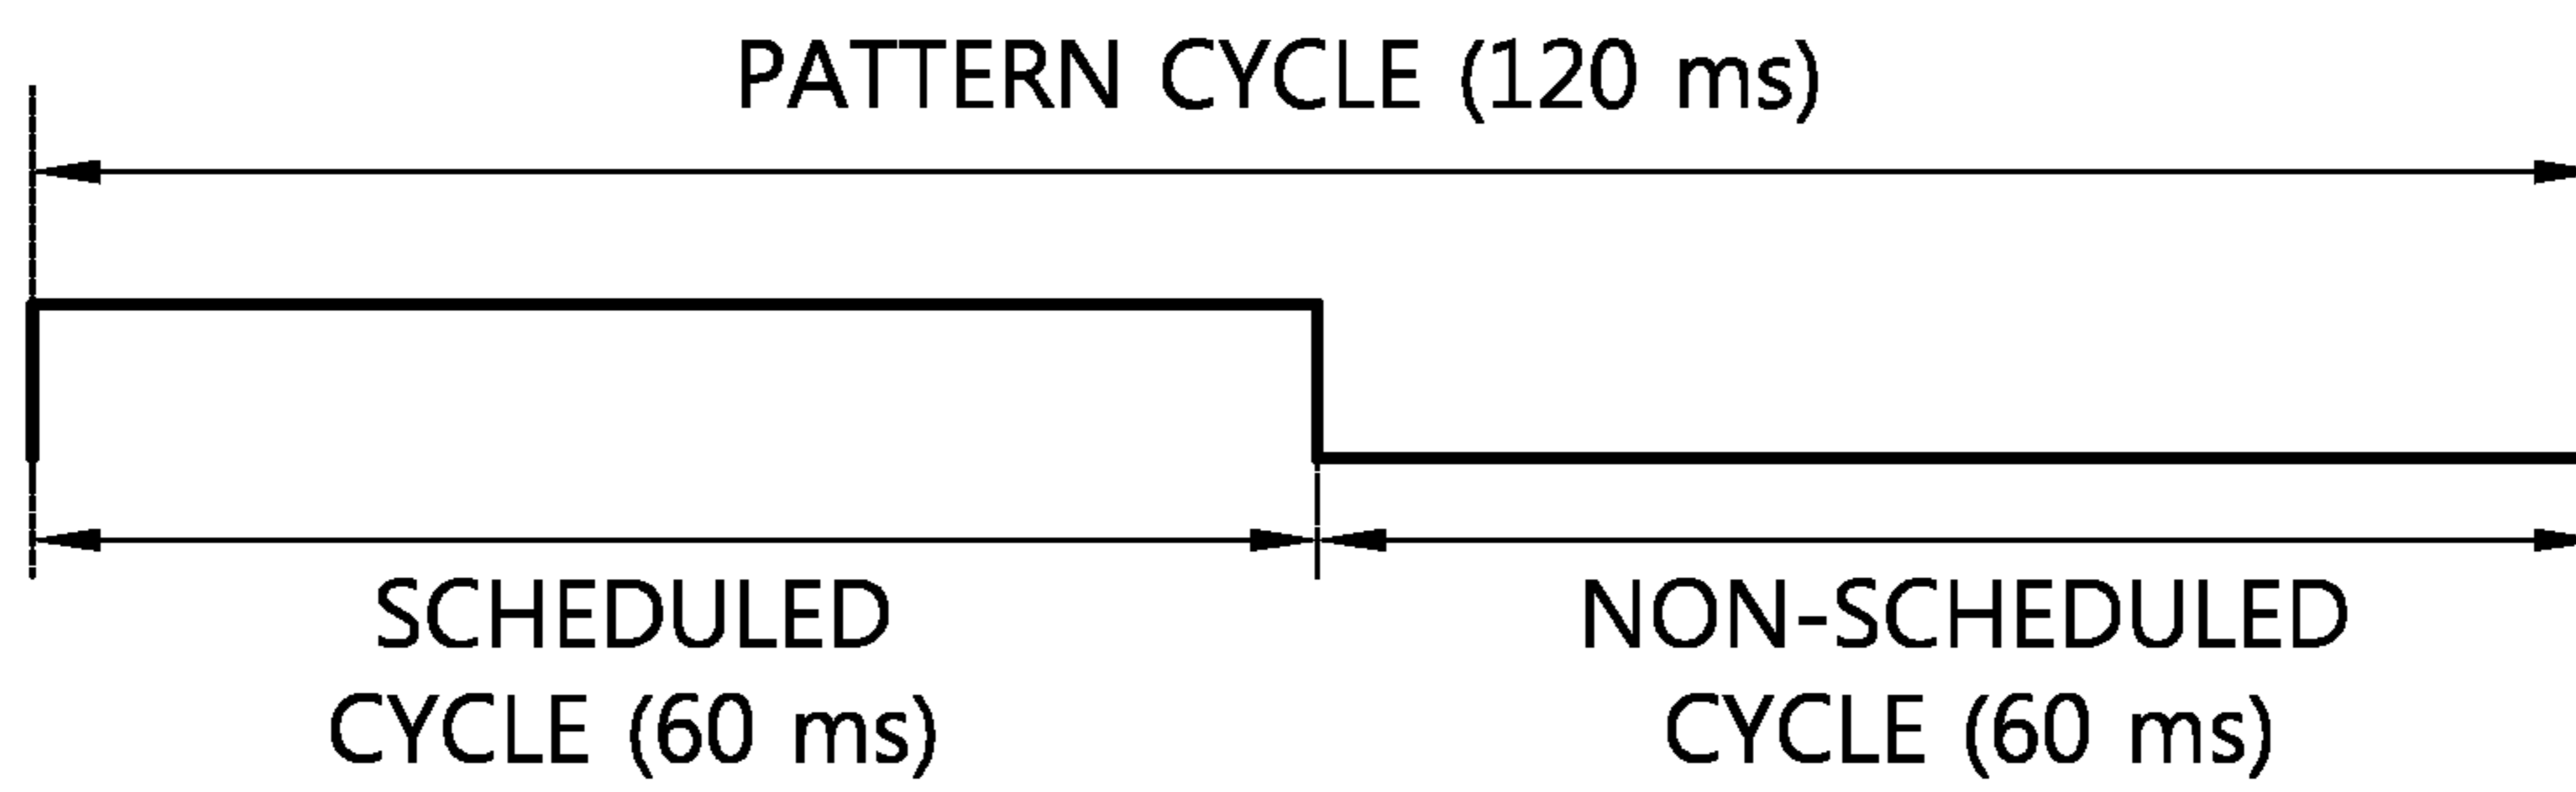 PATTERN CYCLE (120 ms)
SCHEDULED
CYCLE (60 ms)
NON-SCHEDULED
CYCLE (60 ms)